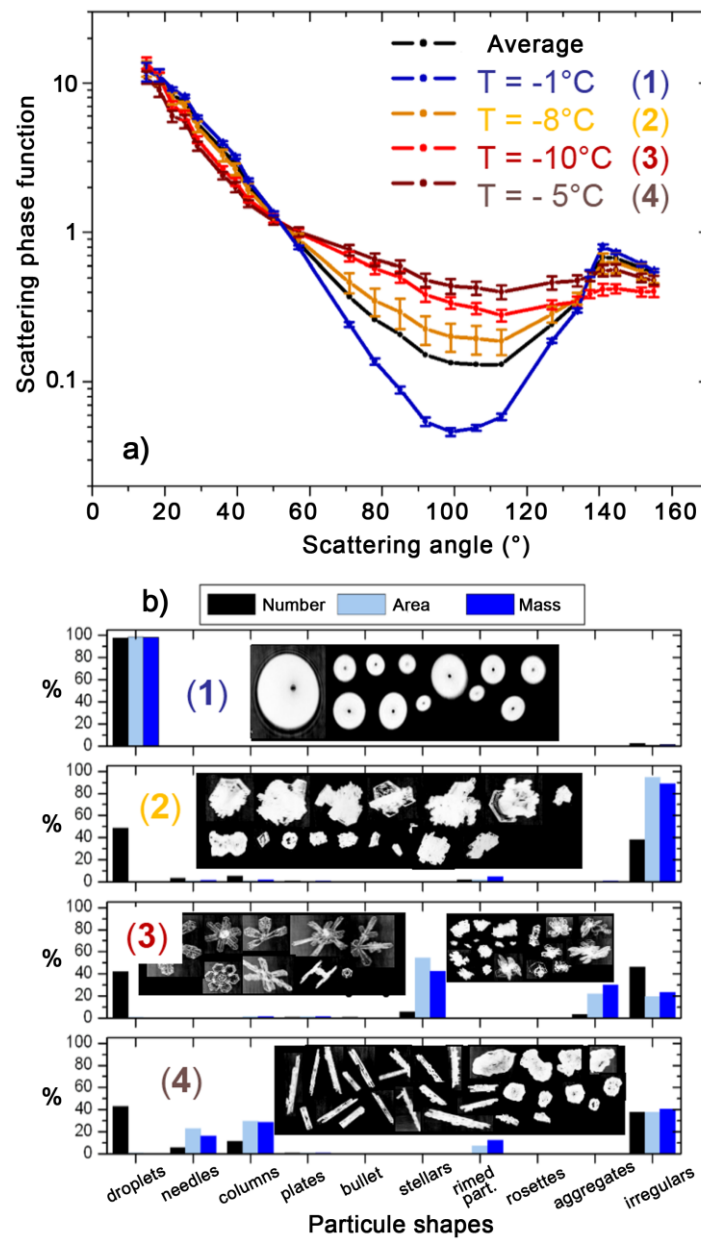 Average
T = -1°C (1)
T = -8°C (2)
T = -10°C (3)
T = - 5°C (4)
10
1
0.1
Scattering phase function
a)
0 20 40 60 80 100 120 140 160
Scattering angle (°)
b)
Number Area Mass
100
80
60
40
20
0
%
(1)
100
80
60
40
20
0
%
(2)
100
80
60
40
20
0
%
(3)
100
80
60
40
20
0
%
(4)
droplets
needles
columns
plates
bullet
stellars
rimed
part.
rosettes
aggregates
irregulars
Particule shapes